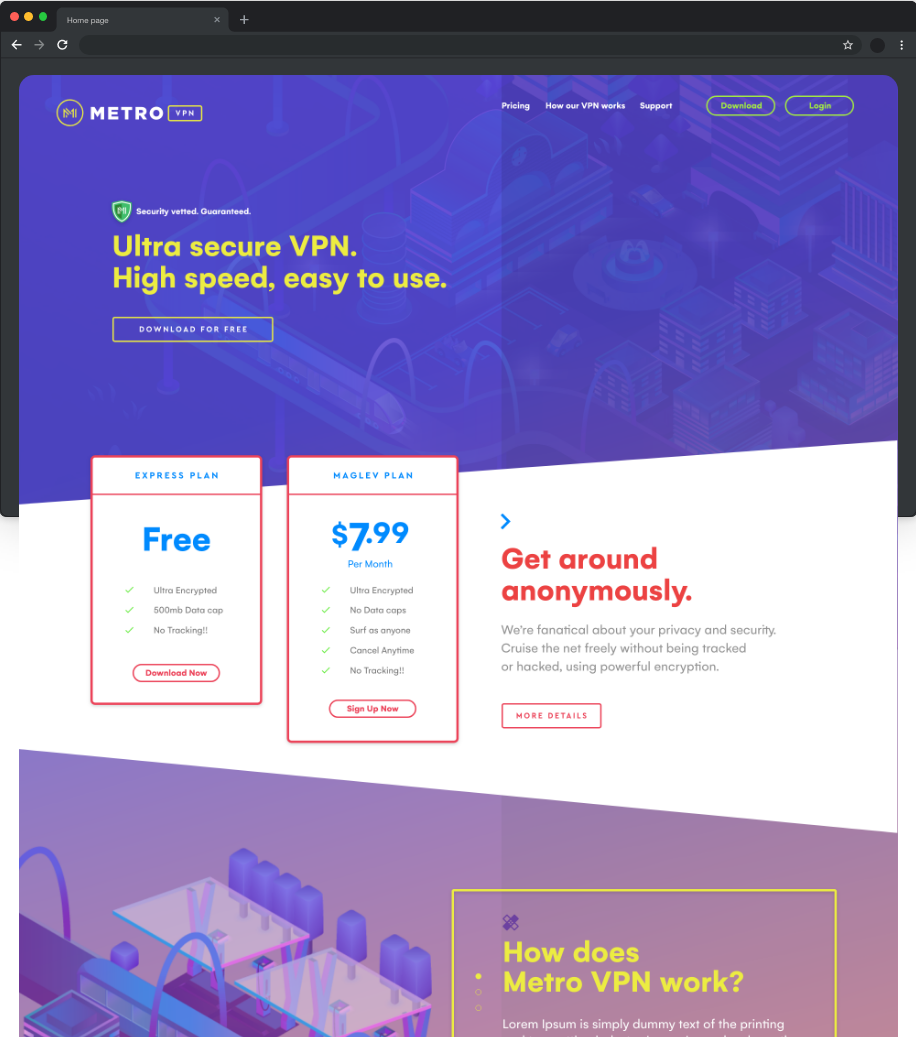 Home page
METRO VPN
Pricing
How our VPN works
Support
Download
Login
Security vetted. Guaranteed.
Ultra secure VPN.
High speed, easy to use.
DOWNLOAD FOR FREE
EXPRESS PLAN
Free
Ultra Encrypted
500mb Data cap
No Tracking!!
Download Now
MAGLEV PLAN
$7.99
Per Month
Ultra Encrypted
No Data caps
Surf as anyone
Cancel Anytime
No Tracking!!
Sign Up Now
Get around
anonymously.
We're fanatical about your privacy and security.
Cruise the net freely without being tracked
or hacked, using powerful encryption.
MORE DETAILS
How does
Metro VPN work?
Lorem Ipsum is simply dummy text of the printing